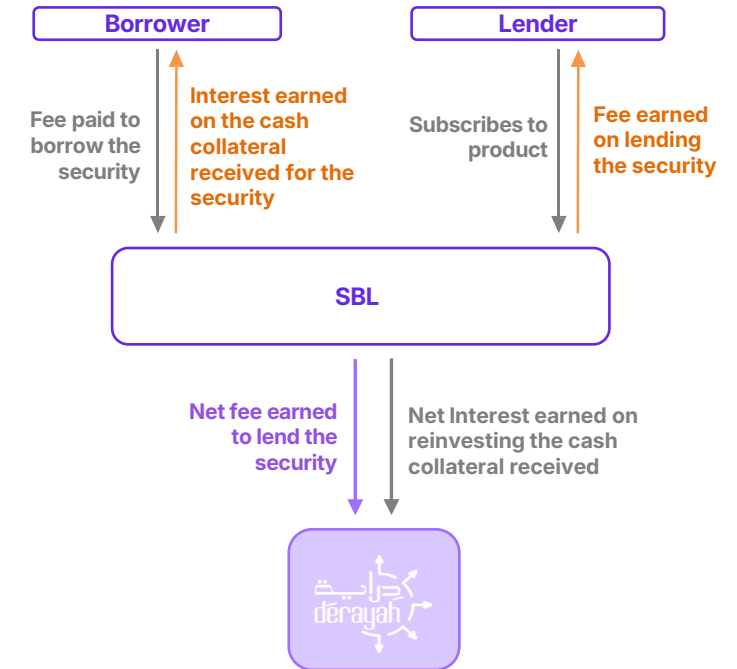 Borrower
Lender
Fee paid to
borrow the
security
Interest earned
on the cash
collateral
received for the
security
Subscribes to
product
Fee earned
on lending
the security
SBL
Net fee earned
to lend the
security
Net Interest earned on
reinvesting the cash
collateral received
دراية
derayah